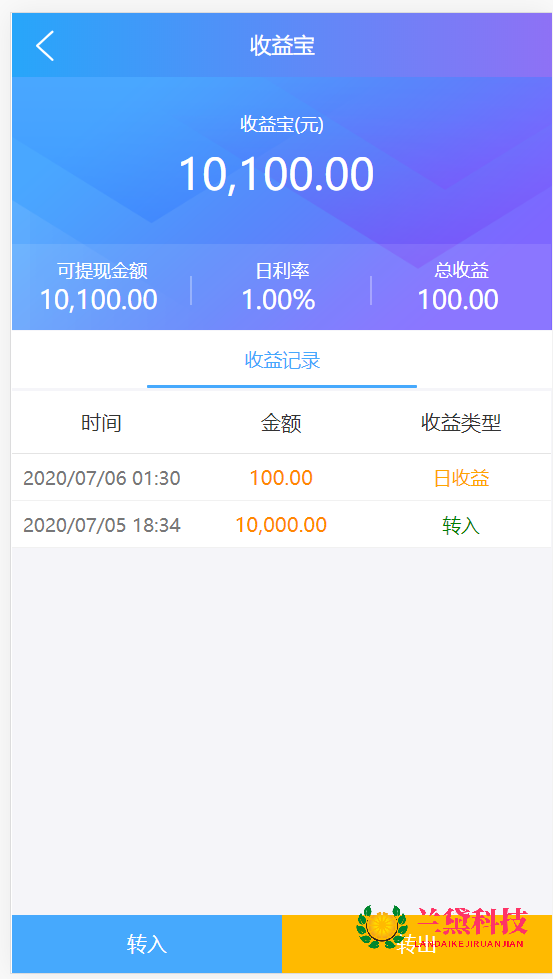 收益宝
收益宝(元)
10,100.00
可提现金额 日利率 总收益
10,100.00 1.00% 100.00
收益记录
时间 金额 收益类型
2020/07/06 01:30 100.00 日收益
2020/07/05 18:34 10,000.00 转入
兰黛科技
LANDAIKEJIRUANJIAN
转入 转出